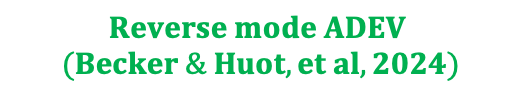 Reverse mode ADEV
(Becker & Huot, et al, 2024)